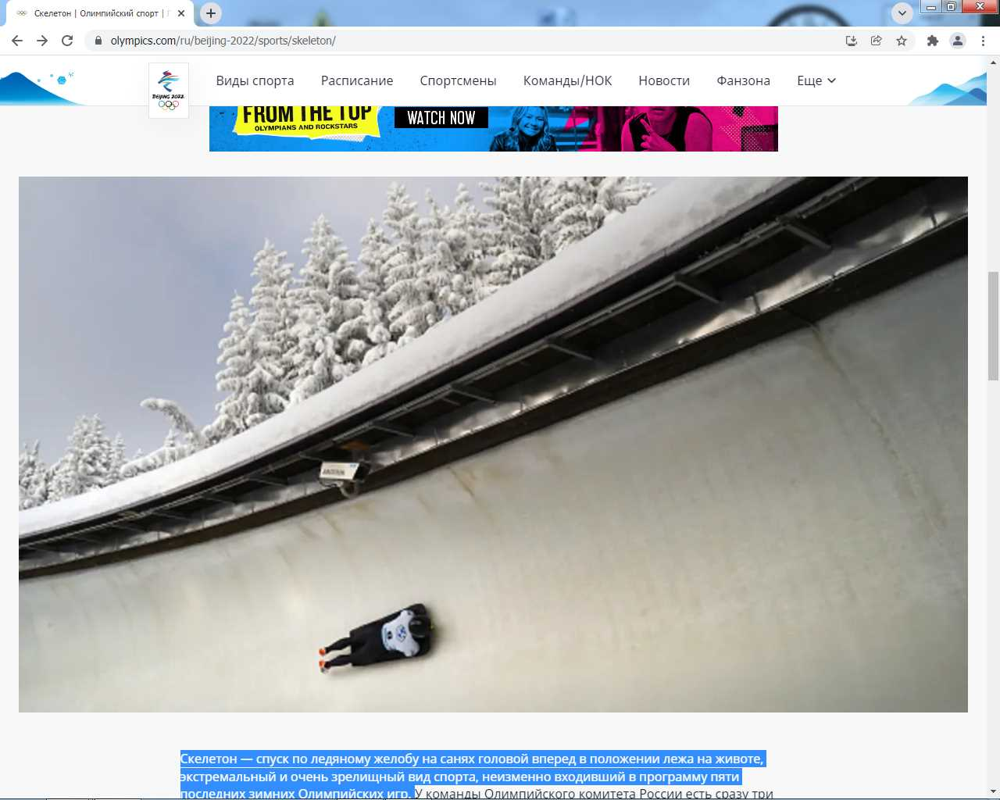 Скелетон | Олимпийский спорт |
olympics.com/ru/beijing-2022/sports/skeleton/
BEIJING 2022
Виды спорта
Расписание
Спортсмены
Команды/НОК
Новости
Фанзона
Еще
FROM THE TOP
OLYMPIANS AND ROCKSTARS
WATCH NOW
Скелетон — спуск по ледяному желобу на санях головой вперед в положении лежа на животе,
экстремальный и очень зрелищный вид спорта, неизменно входивший в программу пяти
последних зимних Олимпийских игр. У команды Олимпийского комитета России есть сразу три